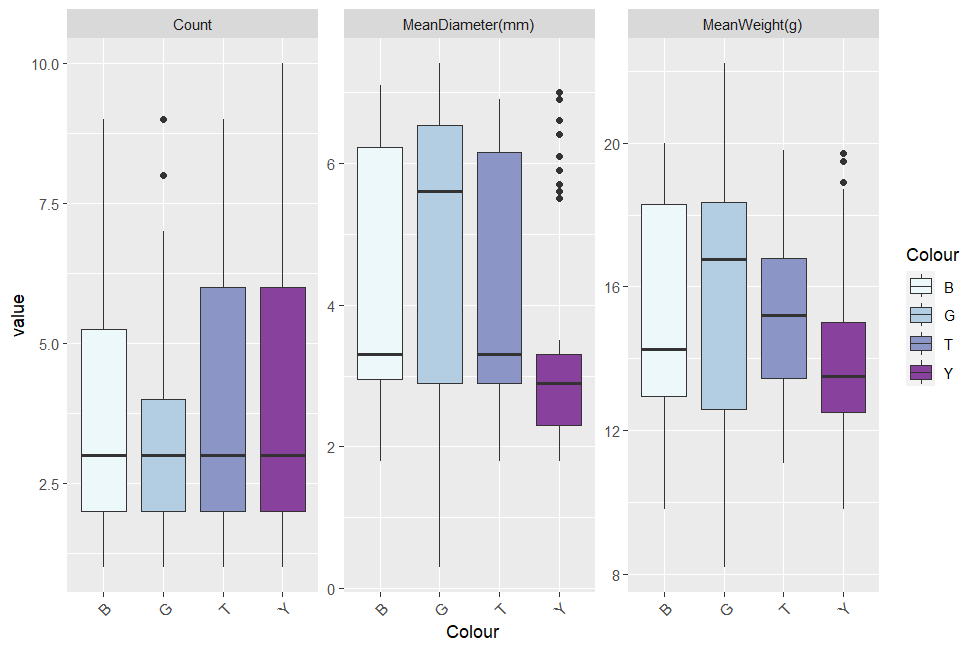 Count
MeanDiameter(mm)
MeanWeight(g)
value
10.0
7.5
5.0
2.5
6
4
2
0
20
16
12
8
B G T Y
B G T Y
B G T Y
Colour
Colour
B
G
T
Y